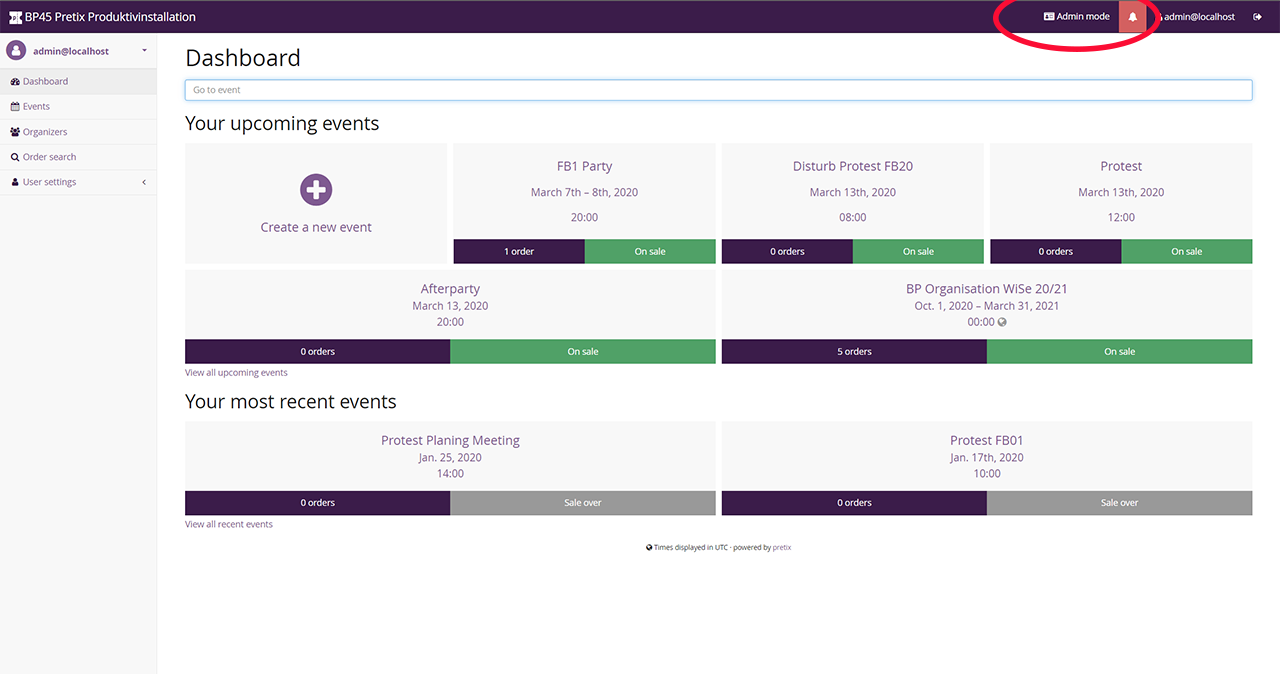 BP45 Pretix Produktivinstallation
Admin mode
admin@localhost
admin@localhost
Dashboard
Events
Organizers
Order search
User settings
Dashboard
Go to event
Your upcoming events
Create a new event
FB1 Party
March 7th – 8th, 2020
20:00
1 order
On sale
Disturb Protest FB20
March 13th, 2020
08:00
0 orders
On sale
Protest
March 13th, 2020
12:00
0 orders
On sale
Afterparty
March 13, 2020
20:00
0 orders
On sale
BP Organisation WiSe 20/21
Oct. 1, 2020 – March 31, 2021
00:00
5 orders
On sale
View all upcoming events
Your most recent events
Protest Planing Meeting
Jan. 25, 2020
14:00
0 orders
Sale over
Protest FB01
Jan. 17th, 2020
10:00
0 orders
Sale over
View all recent events
Times displayed in UTC · powered by pretix